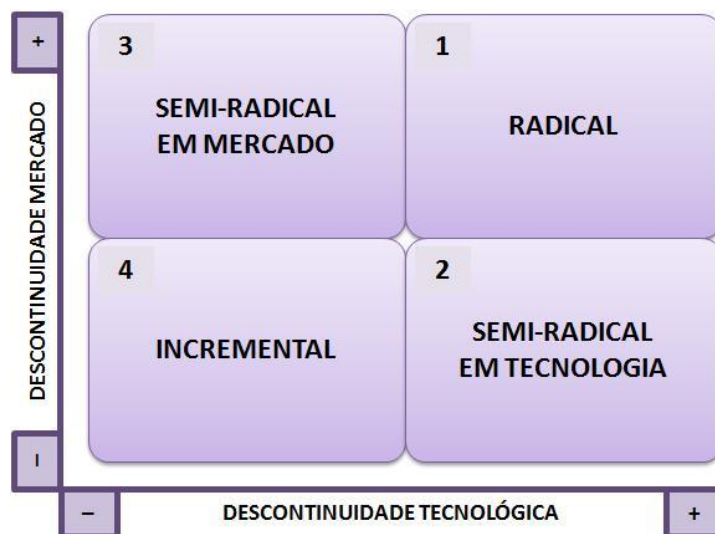 +
3
SEMI-RADICAL
EM MERCADO
1
RADICAL
DESCONTINUIDADE MERCADO
4
INCREMENTAL
2
SEMI-RADICAL
EM TECNOLOGIA
–
–
DESCONTINUIDADE TECNOLÓGICA
+